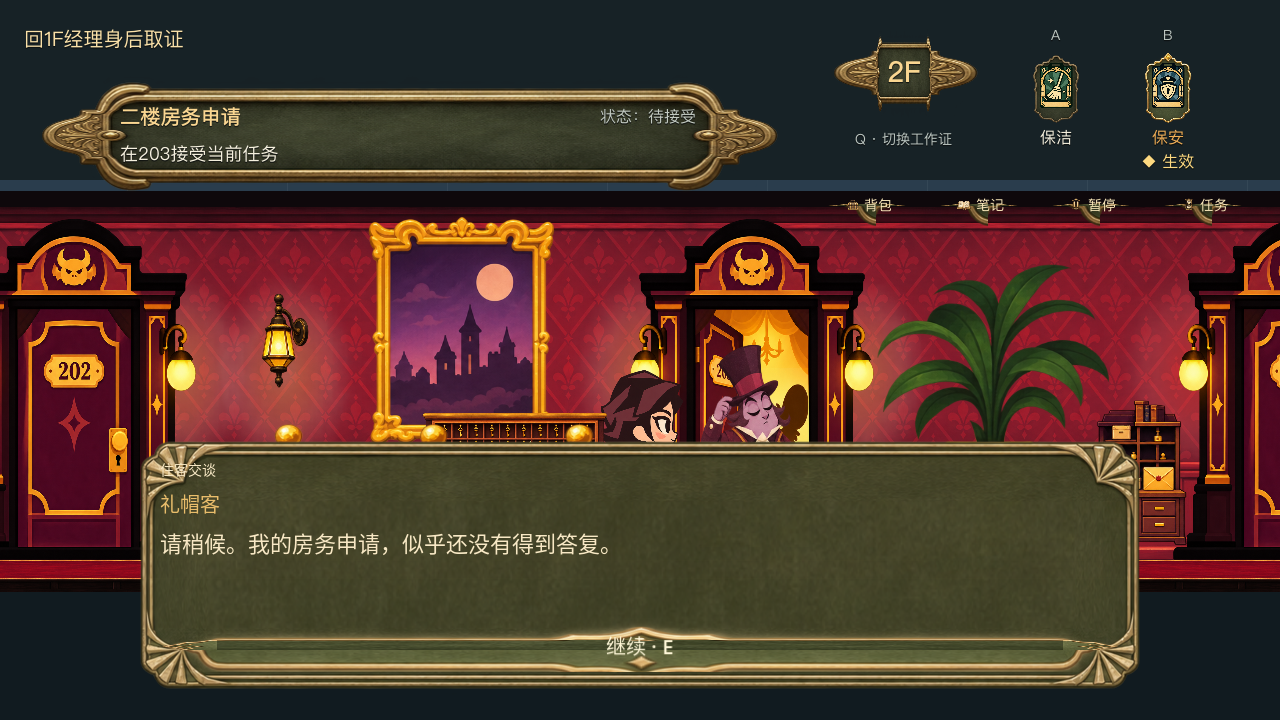 回1F经理身后取证
二楼房务申请
状态：待接受
在203接受当前任务
2F
Q · 切换工作证
A
保洁
B
保安
生效
背包
笔记
暂停
任务
202
住客交谈
礼帽客
请稍候。我的房务申请，似乎还没有得到答复。
继续 · E